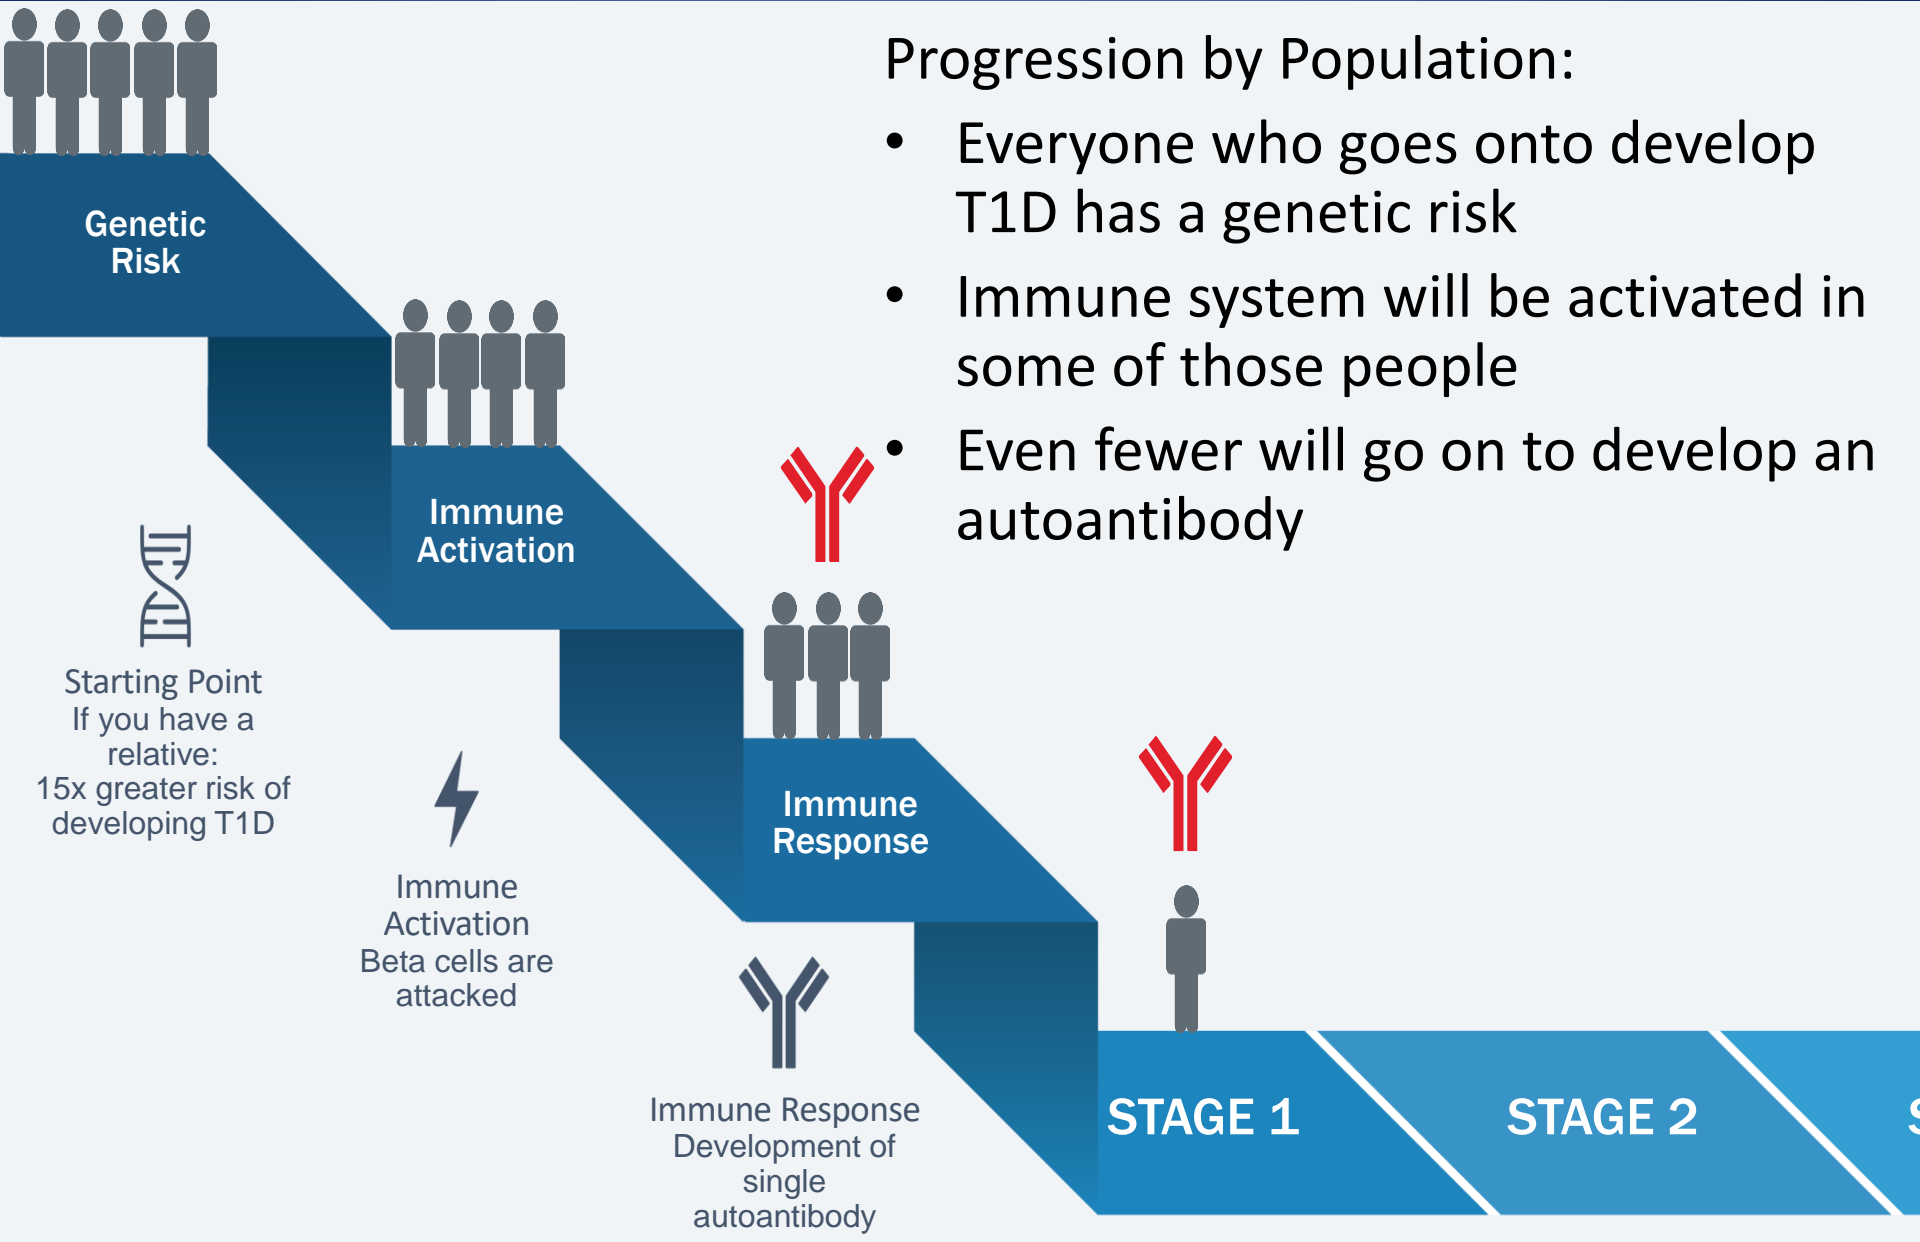 Progression by Population:
• Everyone who goes onto develop
T1D has a genetic risk
• Immune system will be activated in
some of those people
• Even fewer will go on to develop an
autoantibody
Genetic
Risk
Immune
Activation
Immune
Response
STAGE 1
STAGE 2
Starting Point
If you have a
relative:
15x greater risk of
developing T1D
Immune
Activation
Beta cells are
attacked
Immune Response
Development of
single
autoantibody